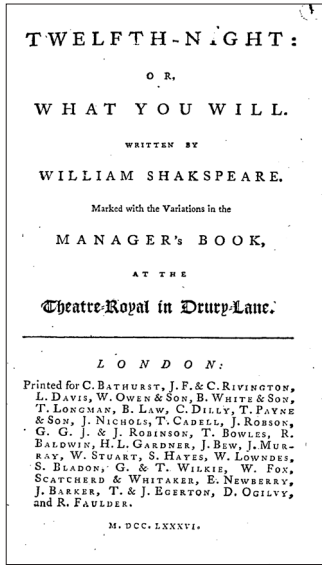 TWELFTH-NIGHT:
OR,
WHAT YOU WILL.
WRITTEN BY
WILLIAM SHAKSPEARE.
Marked with the Variations in the
MANAGER's BOOK,
AT THE
Theatre-Royal in Drury-Lane.
LONDON:
Printed for C. BATHURST, J. F. & C. RIVINGTON,
L. DAVIS, W. OWEN & SON, B. WHITE & SON,
T. LONGMAN, B. LAW, C. DILLY, T. PAYNE
& SON, J. NICHOLS, T. CADELL, J. ROBSON,
G. G. J. & J. ROBINSON, T. BOWLES, R.
BALDWIN, H. L. GARDNER, J. BEW, J. MUR-
RAY, W. STUART, S. HAYES, W. LOWNDES,
S. BLADON, G. & T. WILKIE, W. FOX,
SCATCHERD & WHITAKER, E. NEWBERRY,
J. BARKER, T. & J. EGERTON, D. OGILVY,
and R. FAULDER.
M. DCC. LXXXVI.